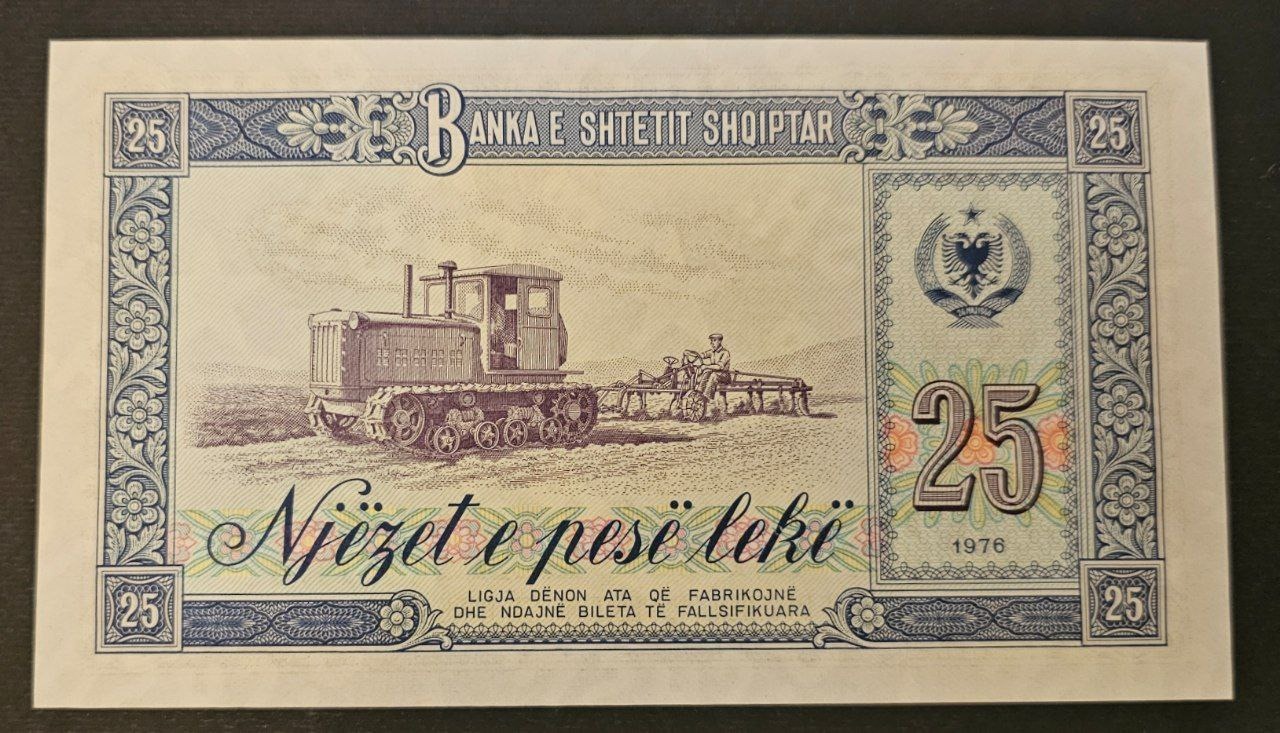 25 BANKA E SHTETIT SHQIPTAR 25
25
1976
Njëzet e pesë lekë
LIGJA DËNON ATA QË FABRIKOJNË
DHE NDAJNË BILETA TË FALLSIFIKUARA
25 25